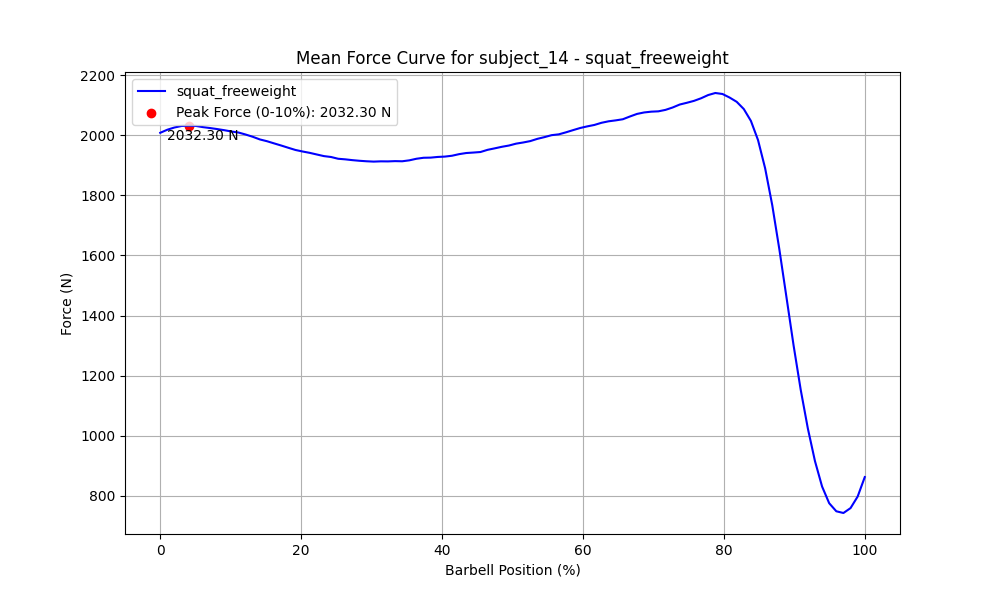 Mean Force Curve for subject_14 - squat_freeweight
squat_freeweight
Peak Force (0-10%): 2032.30 N
2032.30 N
2200
2000
1800
1600
1400
1200
1000
800
Force (N)
0 20 40 60 80 100
Barbell Position (%)